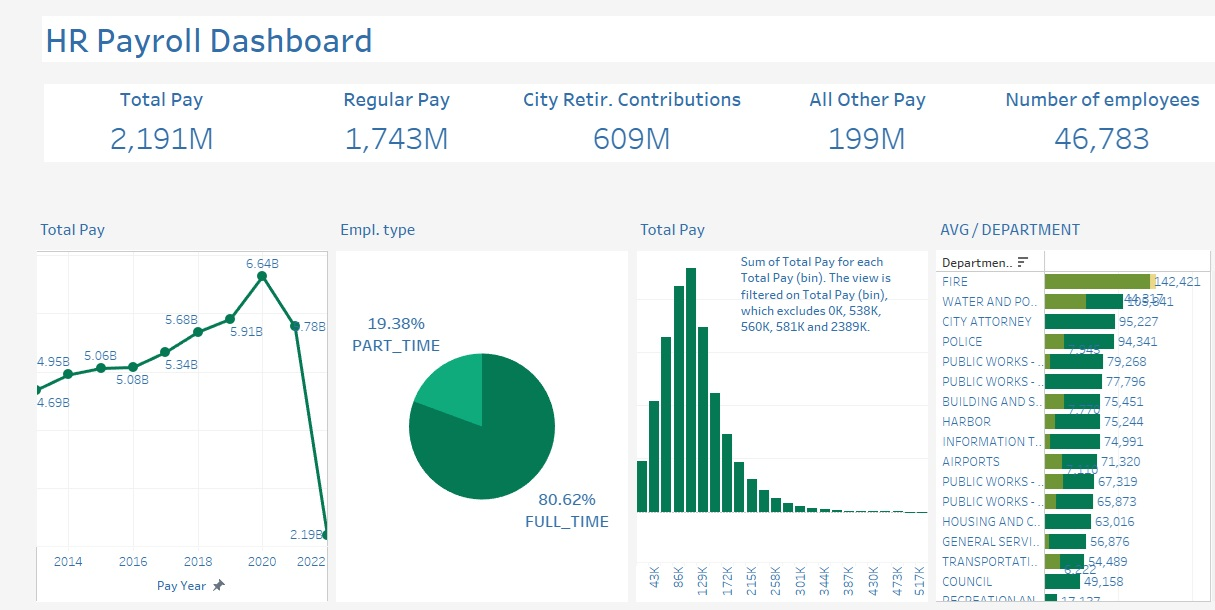 HR Payroll Dashboard
Total Pay
Regular Pay
City Retir. Contributions
All Other Pay
Number of employees
2,191M
1,743M
609M
199M
46,783
Total Pay
6.64B
5.68B
5.91B
.78B
4.95B
5.06B
5.08B
5.34B
4.69B
2.19B
2014
2016
2018
2020
2022
Pay Year
Empl. type
19.38%
PART_TIME
80.62%
FULL_TIME
Total Pay
Sum of Total Pay for each
Total Pay (bin). The view is
filtered on Total Pay (bin),
which excludes 0K, 538K,
560K, 581K and 2389K.
43K
86K
129K
172K
215K
258K
301K
344K
387K
430K
473K
517K
AVG / DEPARTMENT
Departmen..
FIRE 142,421
WATER AND PO..
CITY ATTORNEY 95,227
POLICE 94,341
PUBLIC WORKS - .. 79,268
PUBLIC WORKS - .. 77,796
BUILDING AND S.. 75,451
HARBOR 75,244
INFORMATION T.. 74,991
AIRPORTS 71,320
PUBLIC WORKS - .. 67,319
PUBLIC WORKS - .. 65,873
HOUSING AND C.. 63,016
GENERAL SERVI.. 56,876
TRANSPORTATI.. 54,489
COUNCIL 49,158